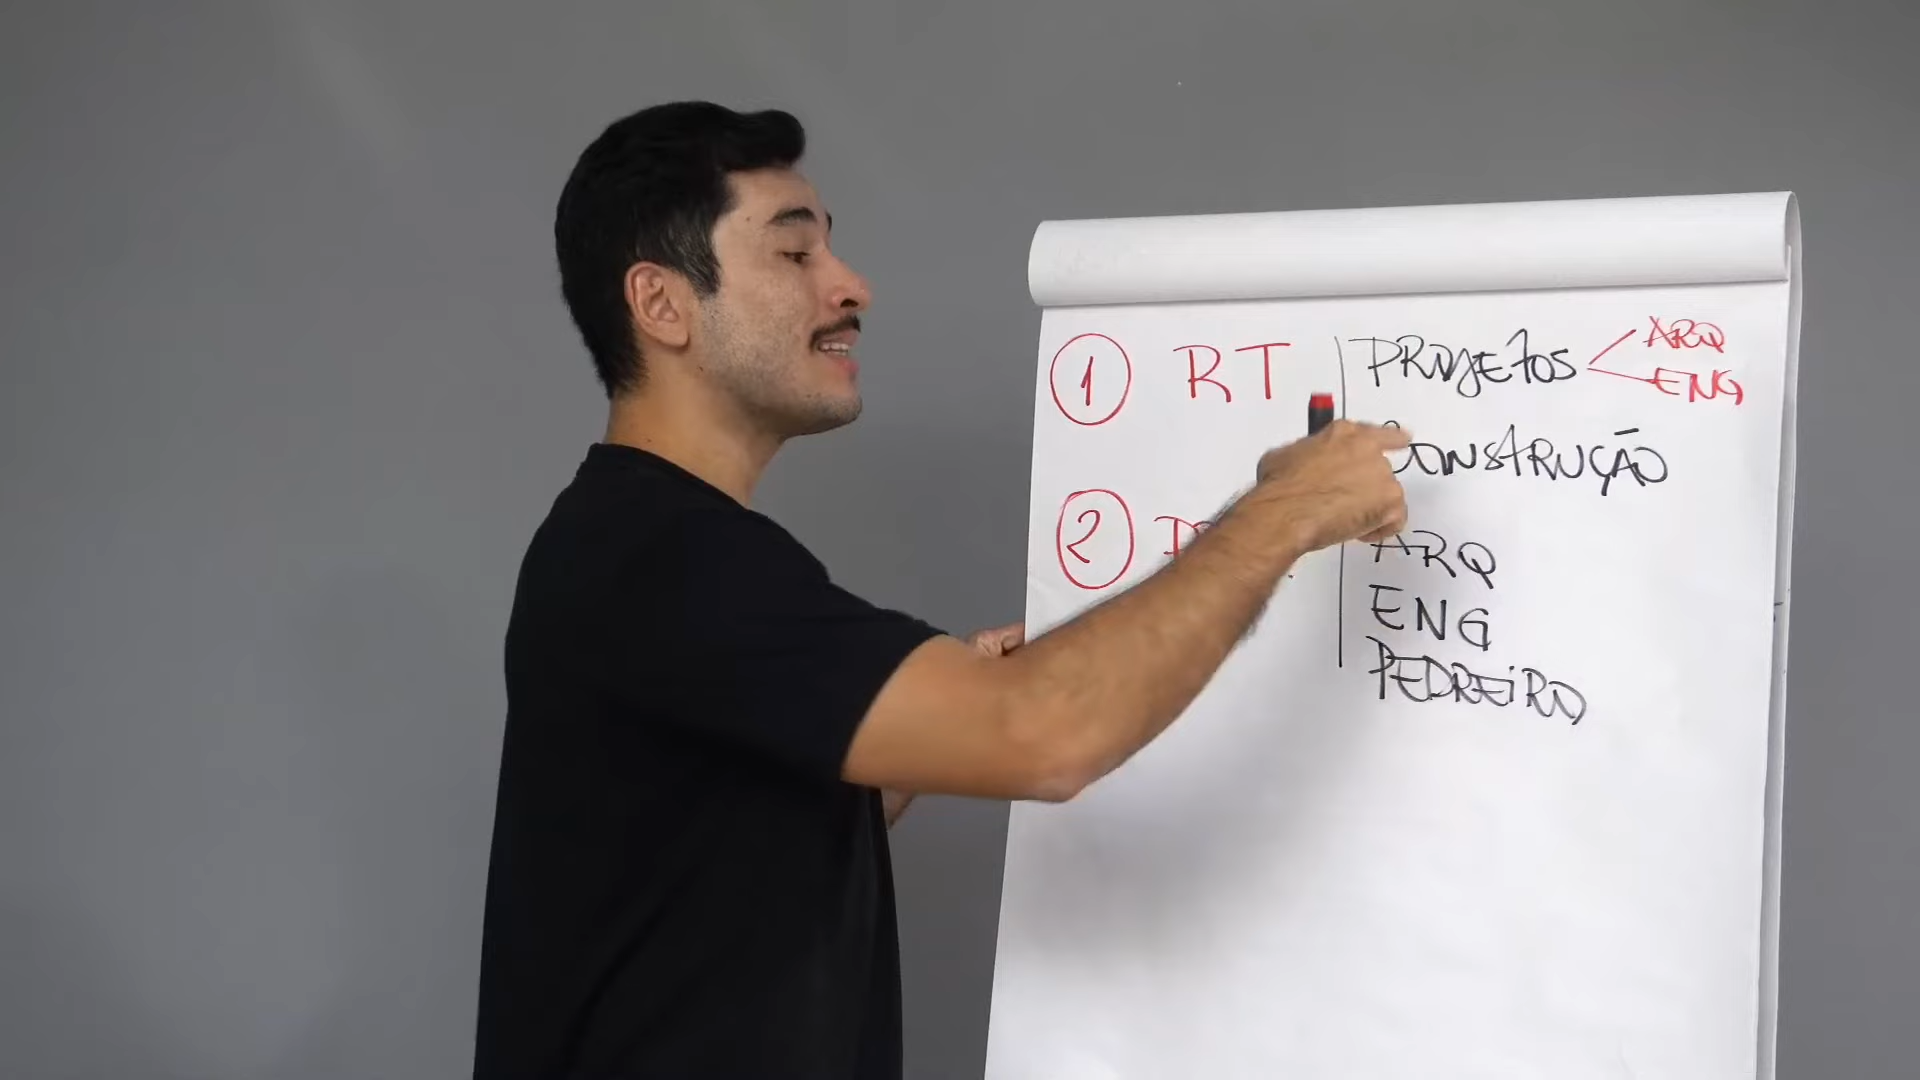 1 RT PROJETOS ARQ
ENG
CONSTRUÇÃO
2 ARQ
ENG
PEDREIRO